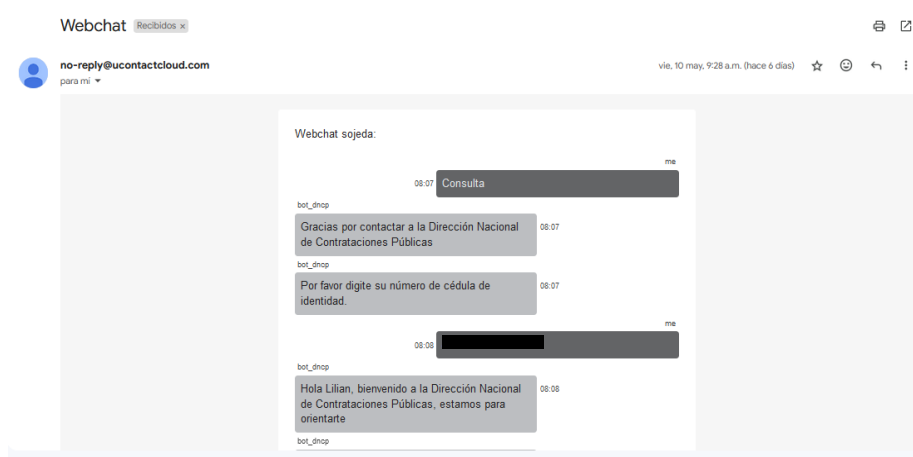 Webchat Recibidos x
no-reply@ucontactcloud.com
vie, 10 may, 9:28 a.m. (hace 6 días)
para mí
Webchat sojeda:
me
08:07 Consulta
bot_dncp
Gracias por contactar a la Dirección Nacional 08:07
de Contrataciones Públicas
bot_dncp
Por favor digite su número de cédula de 08:07
identidad.
me
08:08
bot_dncp
Hola Lilian, bienvenido a la Dirección Nacional 08:08
de Contrataciones Públicas, estamos para
orientarte
bot_dncp